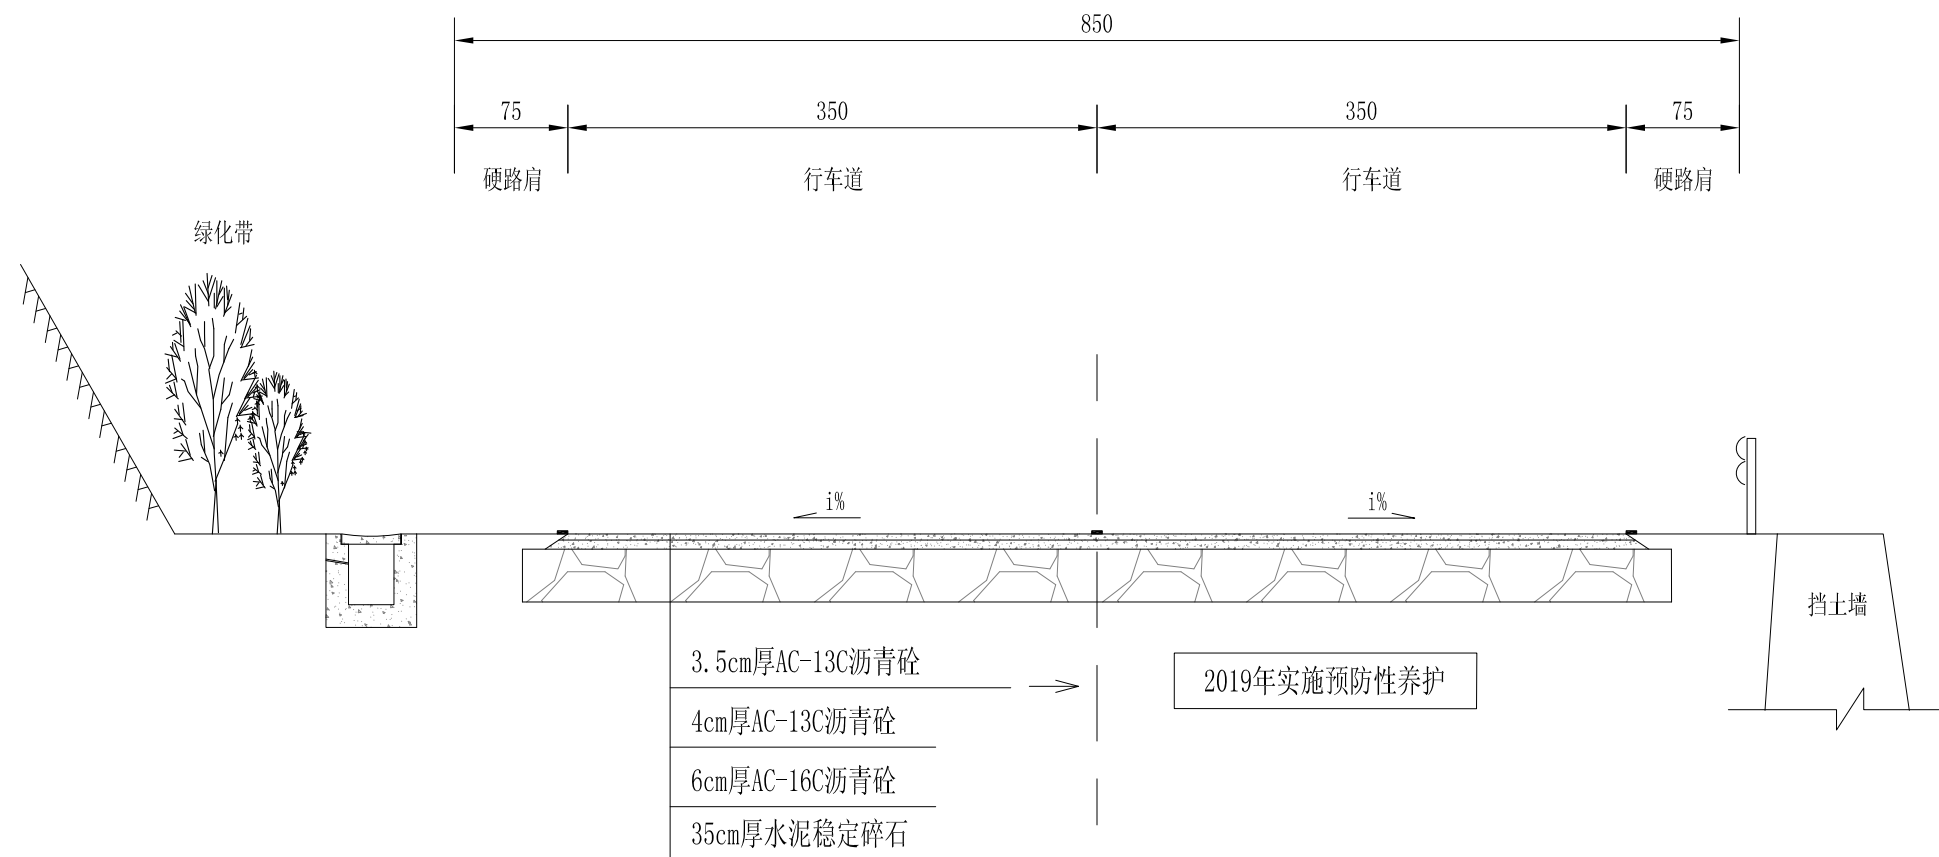 850
75
350
350
75
硬路肩
行车道
行车道
硬路肩
绿化带
i%
i%
挡土墙
3.5cm厚AC-13C沥青砼
2019年实施预防性养护
4cm厚AC-13C沥青砼
6cm厚AC-16C沥青砼
35cm厚水泥稳定碎石